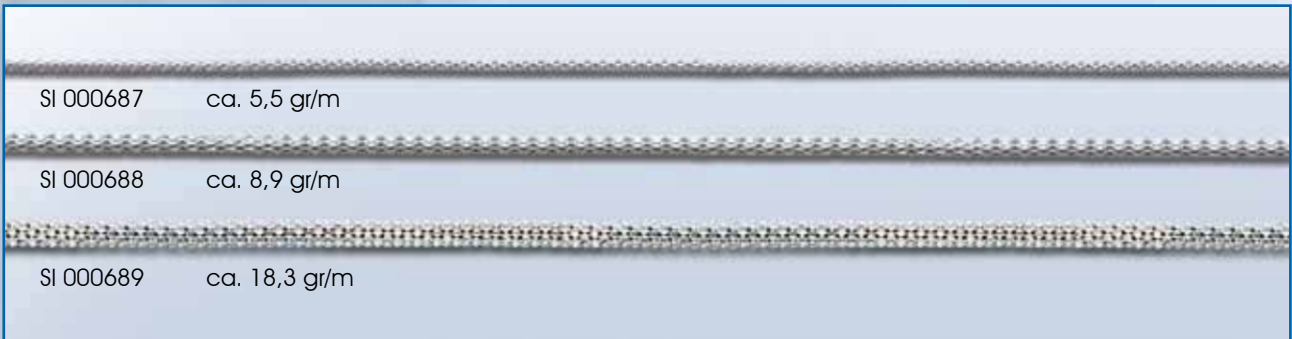 SI 000687 ca. 5,5 gr/m
SI 000688 ca. 8,9 gr/m
SI 000689 ca. 18,3 gr/m